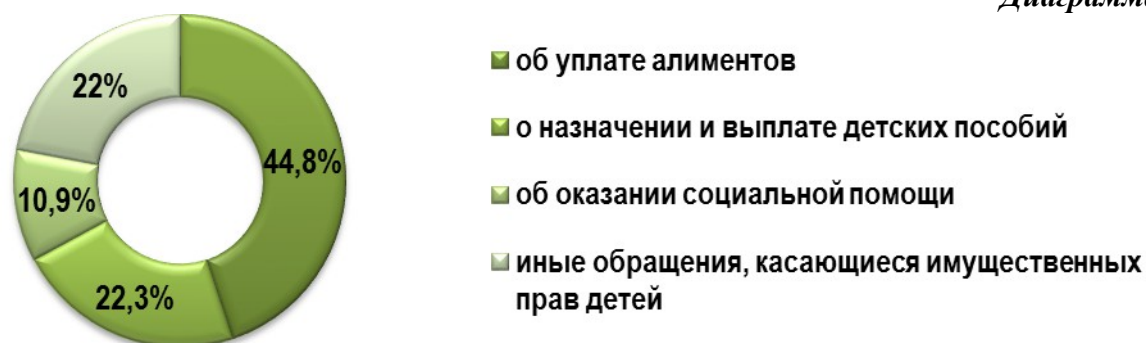 22%
44,8%
10,9%
22,3%
об уплате алиментов
о назначении и выплате детских пособий
об оказании социальной помощи
иные обращения, касающиеся имущественных
прав детей